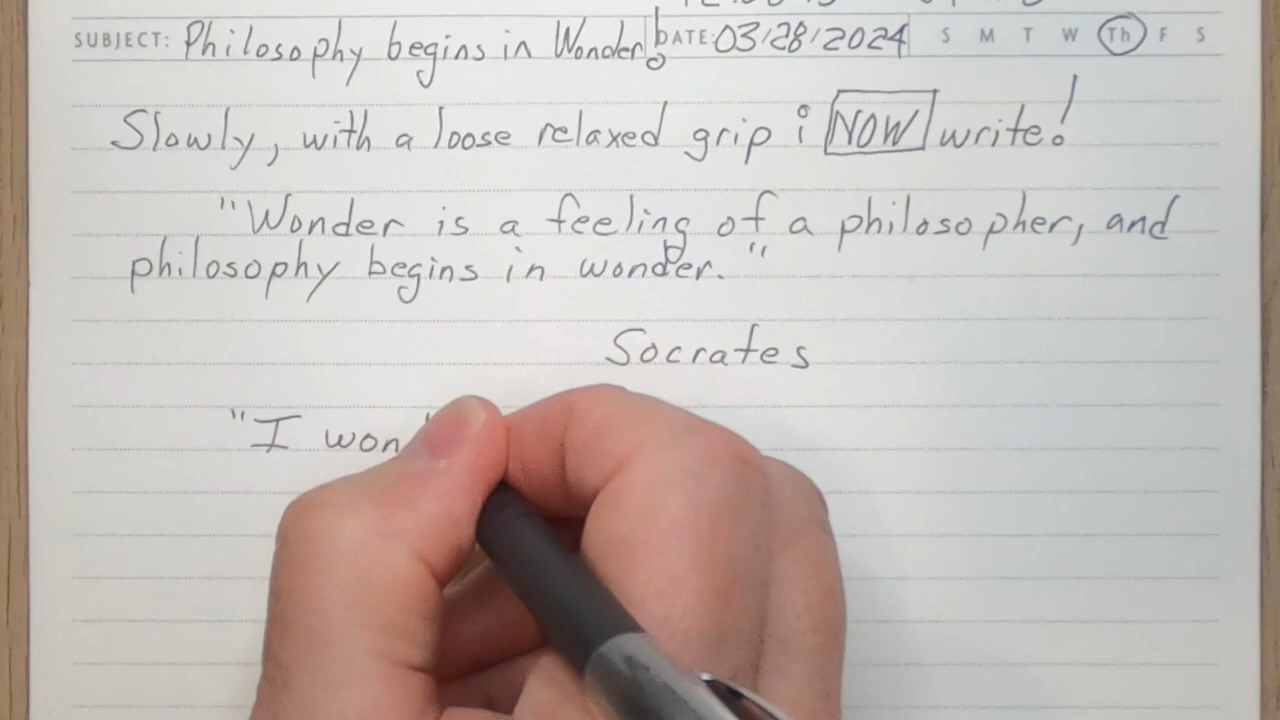 SUBJECT: Philosophy begins in Wonder! DATE: 03/28/2024 S M T W Th F S
Slowly, with a loose relaxed grip i NOW write!
"Wonder is a feeling of a philosopher, and
philosophy begins in wonder."
Socrates
"I won